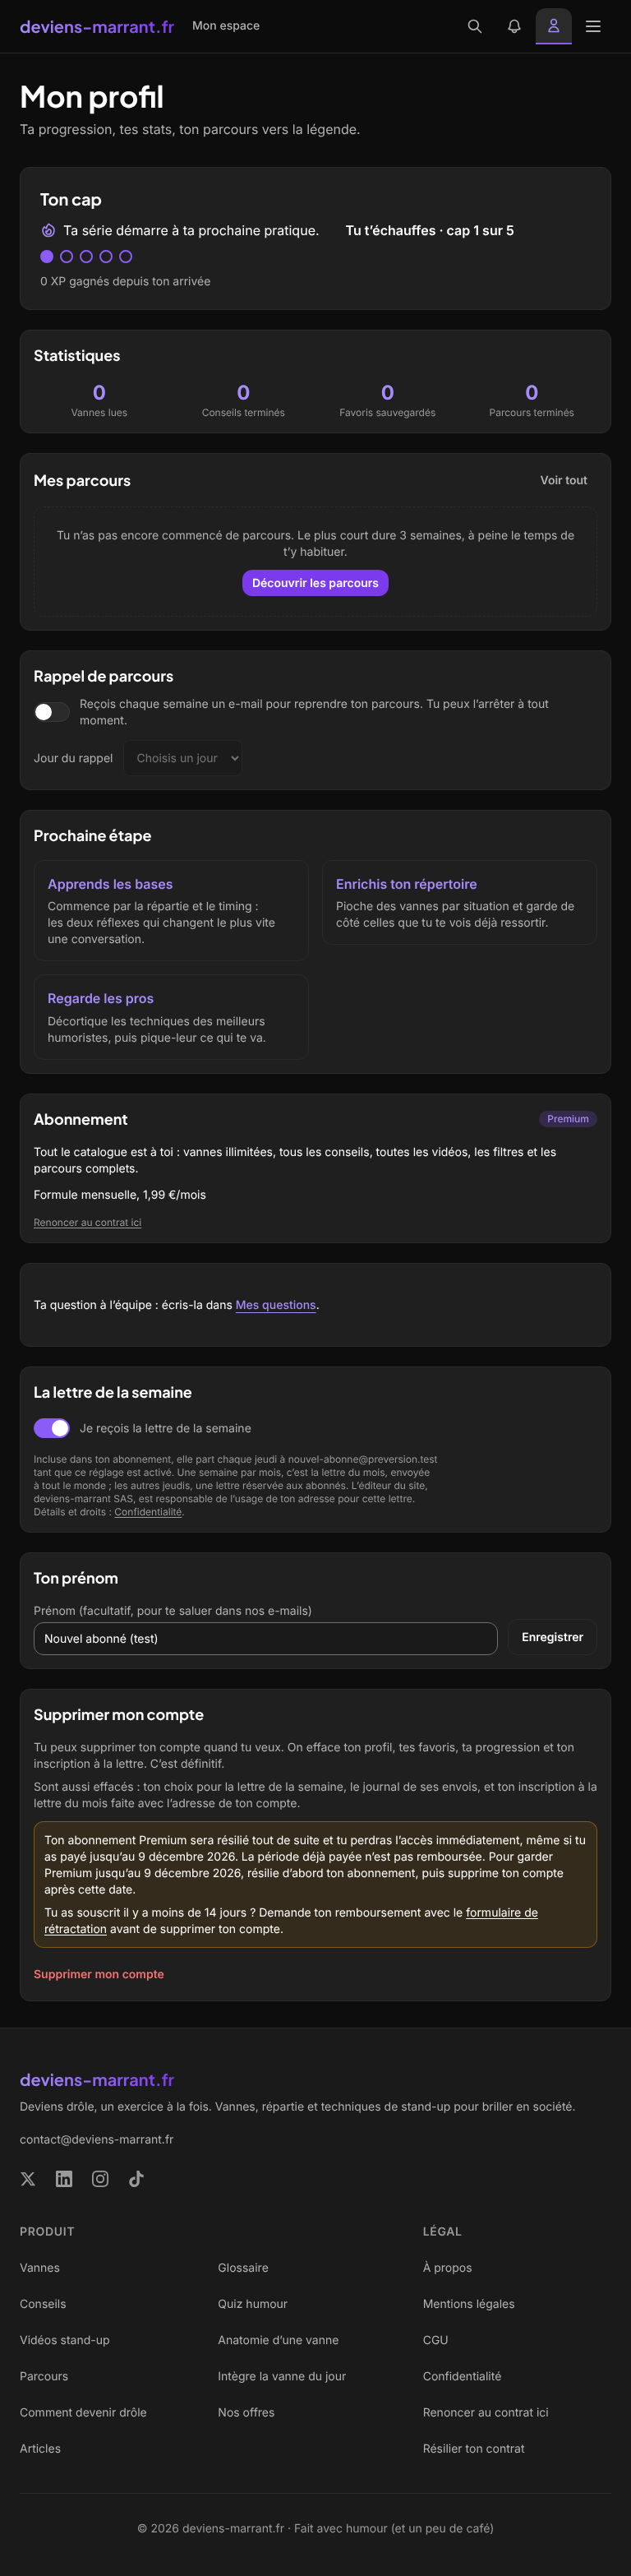 deviens-marrant.fr
Mon espace
Mon profil
Ta progression, tes stats, ton parcours vers la légende.
Ton cap
Ta série démarre à ta prochaine pratique.
Tu t’échauffes · cap 1 sur 5
0 XP gagnés depuis ton arrivée
Statistiques
0
Vannes lues
0
Conseils terminés
0
Favoris sauvegardés
0
Parcours terminés
Mes parcours
Voir tout
Tu n’as pas encore commencé de parcours. Le plus court dure 3 semaines, à peine le temps de
t’y habituer.
Découvrir les parcours
Rappel de parcours
Reçois chaque semaine un e-mail pour reprendre ton parcours. Tu peux l’arrêter à tout
moment.
Jour du rappel
Choisis un jour
Prochaine étape
Apprends les bases
Commence par la répartie et le timing :
les deux réflexes qui changent le plus vite
une conversation.
Enrichis ton répertoire
Pioche des vannes par situation et garde de
côté celles que tu te vois déjà ressortir.
Regarde les pros
Décortique les techniques des meilleurs
humoristes, puis pique-leur ce qui te va.
Abonnement
Premium
Tout le catalogue est à toi : vannes illimitées, tous les conseils, toutes les vidéos, les filtres et les
parcours complets.
Formule mensuelle, 1,99 €/mois
Renoncer au contrat ici
Ta question à l’équipe : écris-la dans Mes questions.
La lettre de la semaine
Je reçois la lettre de la semaine
Incluse dans ton abonnement, elle part chaque jeudi à nouvel-abonne@preversion.test
tant que ce réglage est activé. Une semaine par mois, c’est la lettre du mois, envoyée
à tout le monde ; les autres jeudis, une lettre réservée aux abonnés. L’éditeur du site,
deviens-marrant SAS, est responsable de l’usage de ton adresse pour cette lettre.
Détails et droits : Confidentialité.
Ton prénom
Prénom (facultatif, pour te saluer dans nos e-mails)
Nouvel abonné (test)
Enregistrer
Supprimer mon compte
Tu peux supprimer ton compte quand tu veux. On efface ton profil, tes favoris, ta progression et ton
inscription à la lettre. C’est définitif.
Sont aussi effacés : ton choix pour la lettre de la semaine, le journal de ses envois, et ton inscription à la
lettre du mois faite avec l’adresse de ton compte.
Ton abonnement Premium sera résilié tout de suite et tu perdras l’accès immédiatement, même si tu
as payé jusqu’au 9 décembre 2026. La période déjà payée n’est pas remboursée. Pour garder
Premium jusqu’au 9 décembre 2026, résilie d’abord ton abonnement, puis supprime ton compte
après cette date.
Tu as souscrit il y a moins de 14 jours ? Demande ton remboursement avec le formulaire de
rétractation avant de supprimer ton compte.
Supprimer mon compte
deviens-marrant.fr
Deviens drôle, un exercice à la fois. Vannes, répartie et techniques de stand-up pour briller en société.
contact@deviens-marrant.fr
PRODUIT
Vannes
Conseils
Vidéos stand-up
Parcours
Comment devenir drôle
Articles
Glossaire
Quiz humour
Anatomie d’une vanne
Intègre la vanne du jour
Nos offres
LÉGAL
À propos
Mentions légales
CGU
Confidentialité
Renoncer au contrat ici
Résilier ton contrat
© 2026 deviens-marrant.fr · Fait avec humour (et un peu de café)